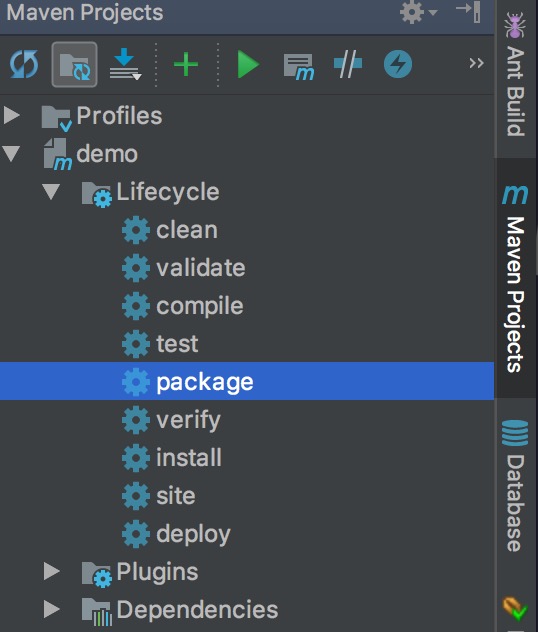 Maven Projects
Profiles
demo
Lifecycle
clean
validate
compile
test
package
verify
install
site
deploy
Plugins
Dependencies
Ant Build
m
Maven Projects
Database